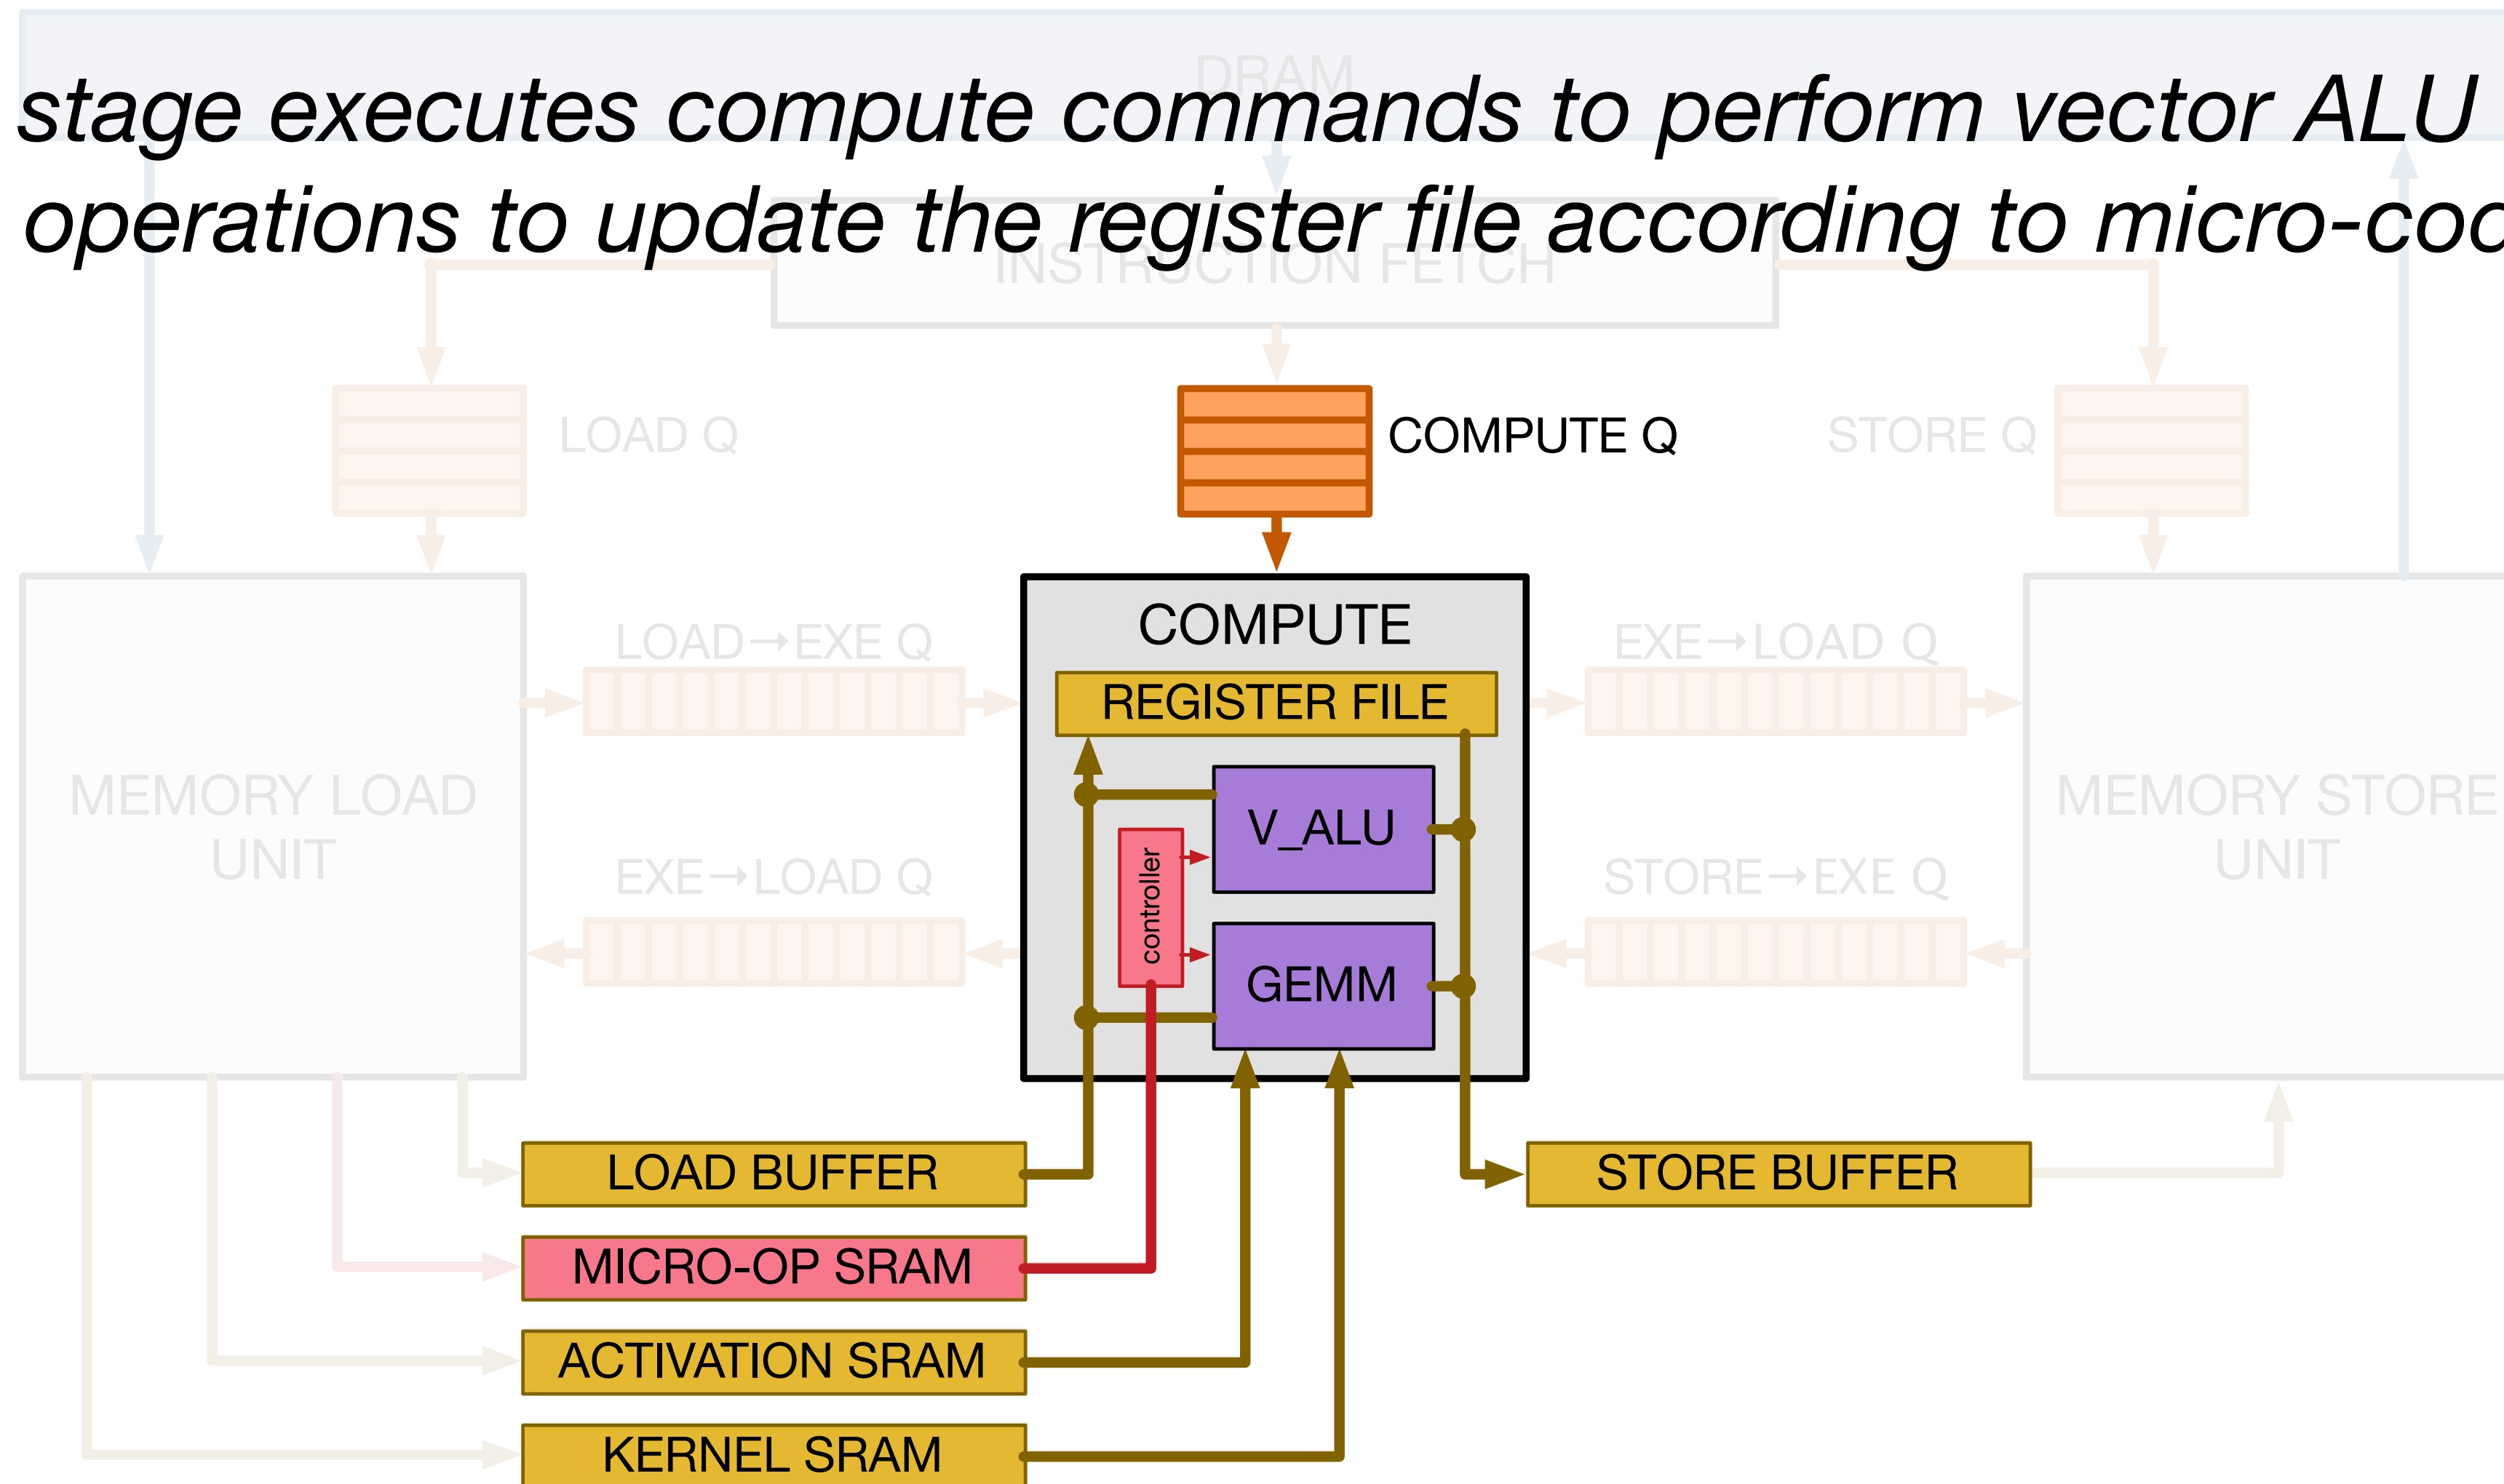 DRAM
stage executes compute commands to perform vector ALU
operations to update the register file according to
INSTRUCTION FETCH
LOAD Q
COMPUTE Q
STORE Q
COMPUTE
LOAD→EXE Q
EXE→LOAD Q
REGISTER FILE
MEMORY LOAD
UNIT
V_ALU
MEMORY STORE
UNIT
controller
EXE→LOAD Q
STORE→EXE Q
GEMM
LOAD BUFFER
STORE BUFFER
MICRO-OP SRAM
ACTIVATION SRAM
KERNEL SRAM